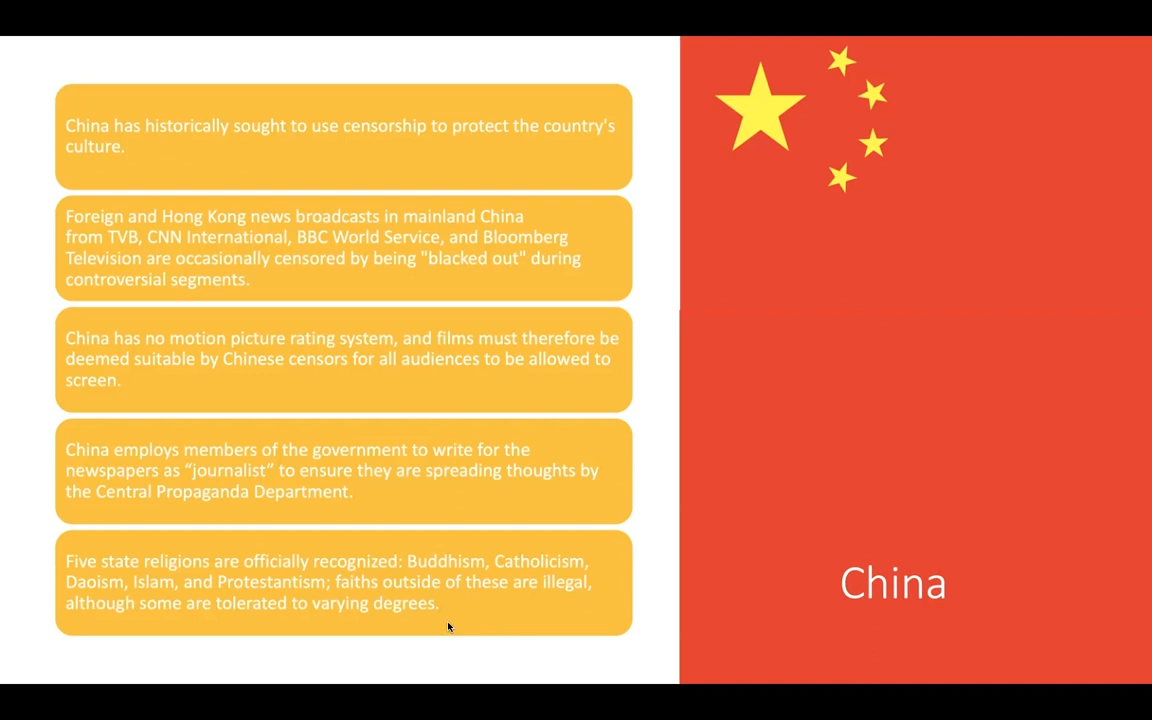 China has historically sought to use censorship to protect the country's
culture.
Foreign and Hong Kong news broadcasts in mainland China
from TVB, CNN International, BBC World Service, and Bloomberg
Television are occasionally censored by being "blacked out" during
controversial segments.
China has no motion picture rating system, and films must therefore be
deemed suitable by Chinese censors for all audiences to be allowed to
screen.
China employs members of the government to write for the
newspapers as “journalist” to ensure they are spreading thoughts by
the Central Propaganda Department.
Five state religions are officially recognized: Buddhism, Catholicism,
Daoism, Islam, and Protestantism; faiths outside of these are illegal,
although some are tolerated to varying degrees.
China